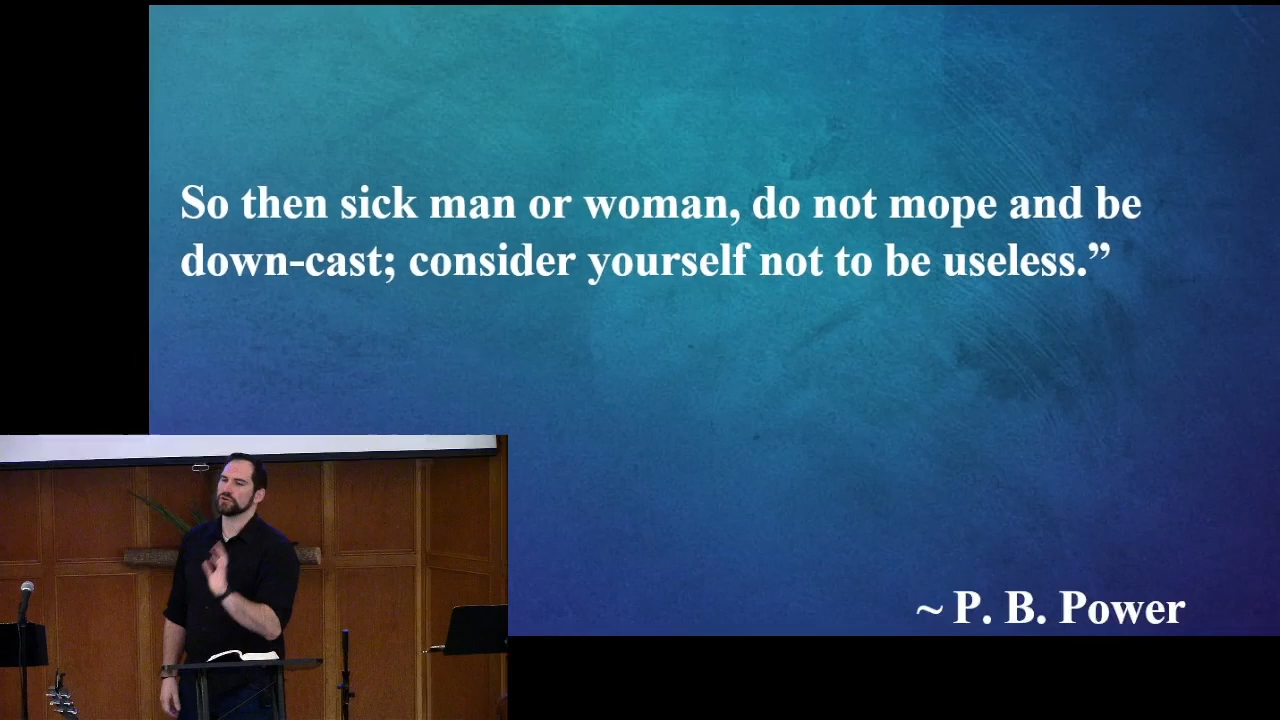 So then sick man or woman, do not mope and be
down-cast; consider yourself not to be useless.”
~ P. B. Power